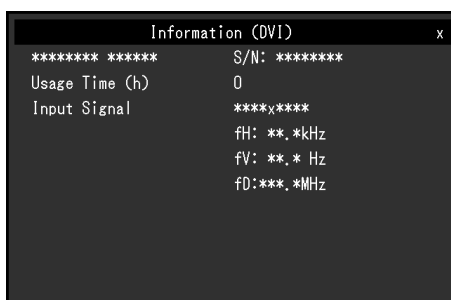 Information (DVI) x
******** ****** S/N: ********
Usage Time (h) 0
Input Signal ****x****
fH: **.*kHz
fV: **.* Hz
fD:***.*MHz